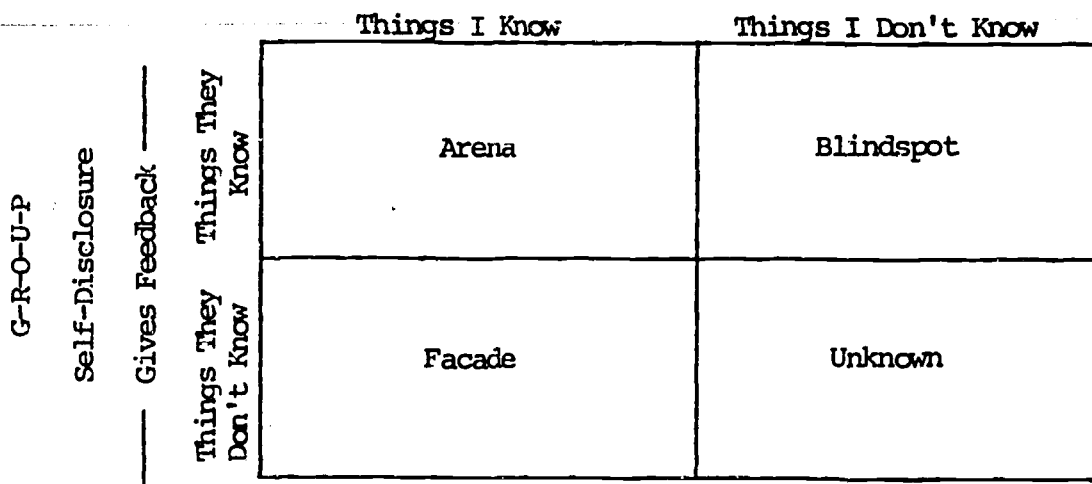 Things I Know Things I Don't Know
G-R-O-U-P
Self-Disclosure
Gives Feedback
Things They
Know
Arena Blindspot
Things They
Don't Know
Facade Unknown